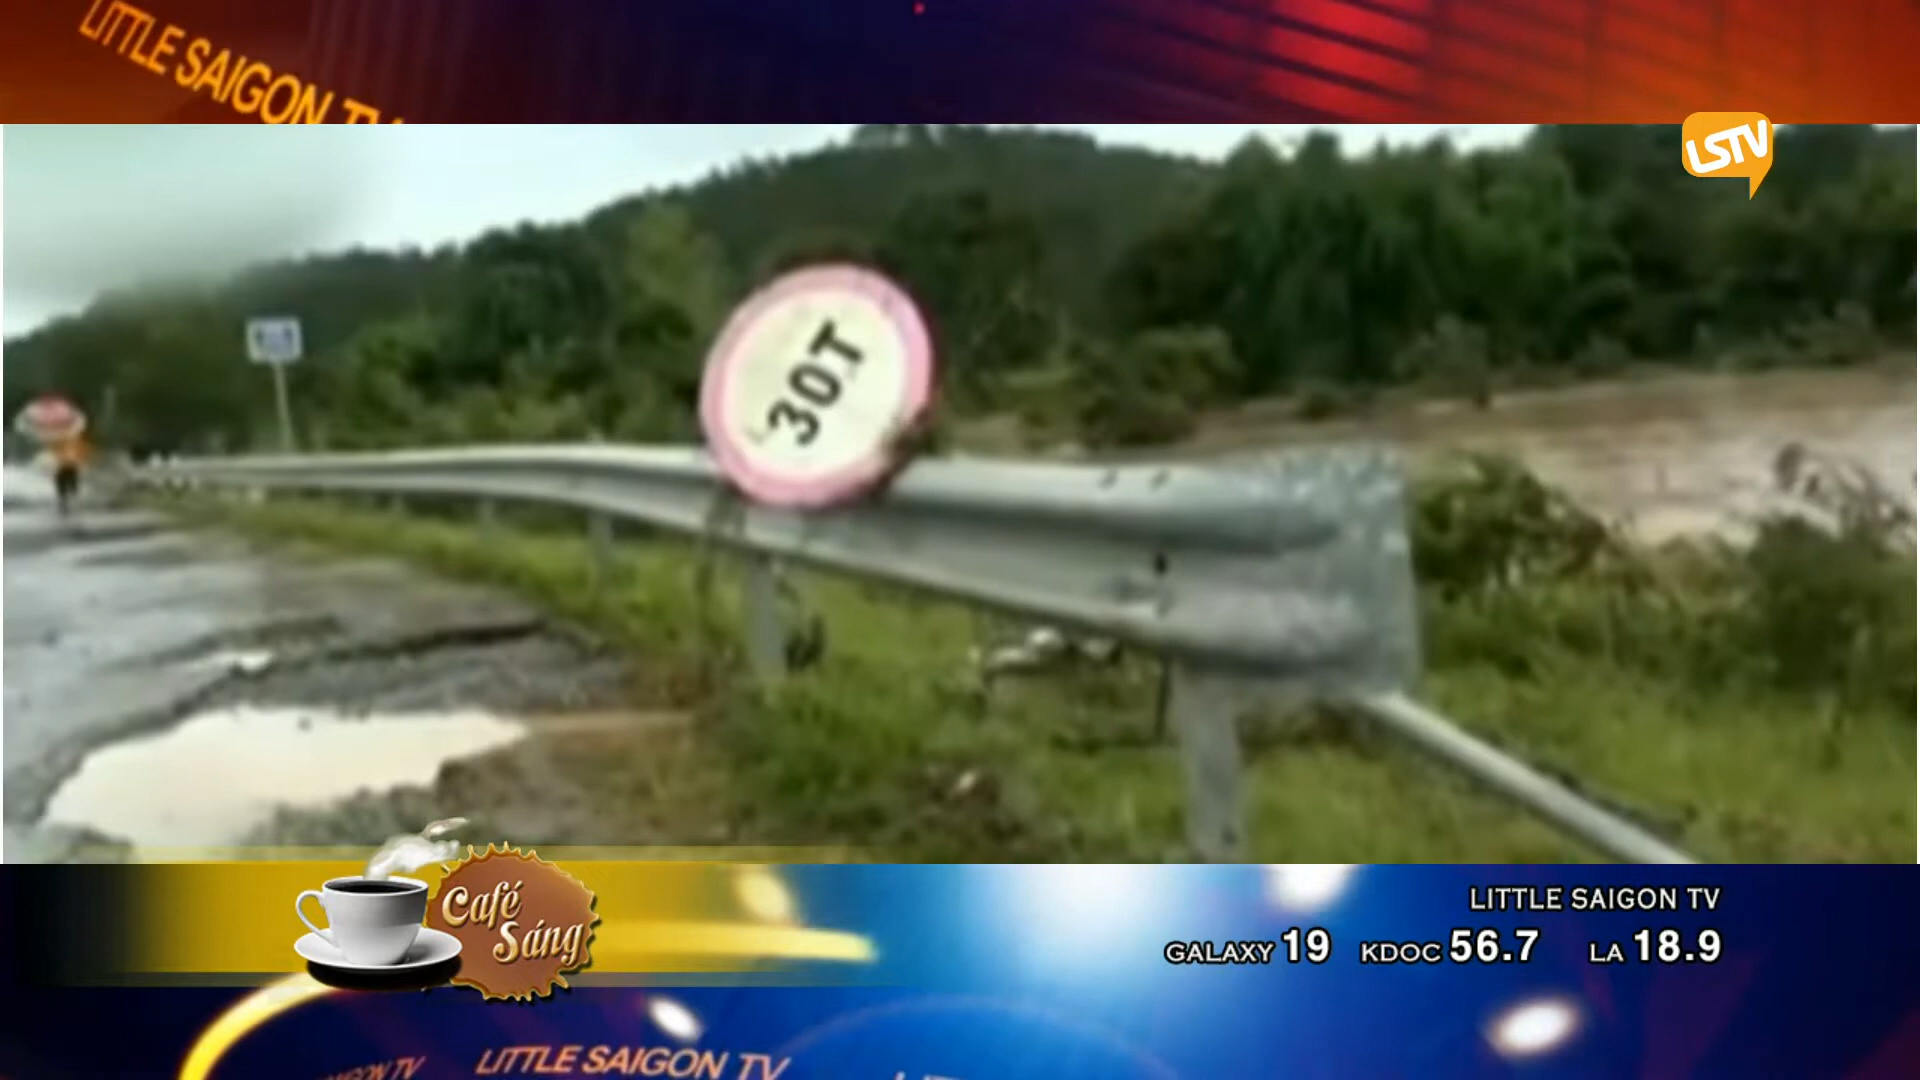 LITTLE SAIGON TV
LSTV
30T
Café
Sáng
LITTLE SAIGON TV
GALAXY 19 KDOC 56.7 LA 18.9
LITTLE SAIGON TV